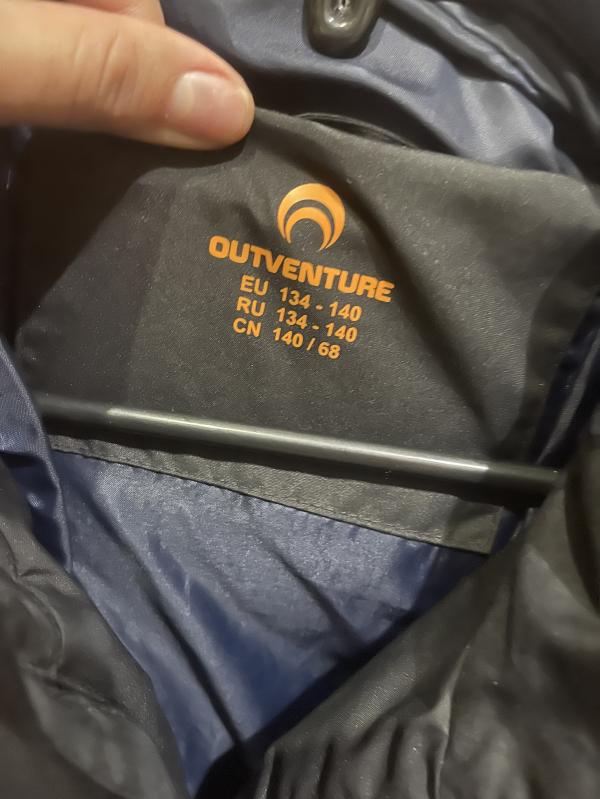 OUTVENTURE
EU 134 - 140
RU 134 - 140
CN 140 / 68